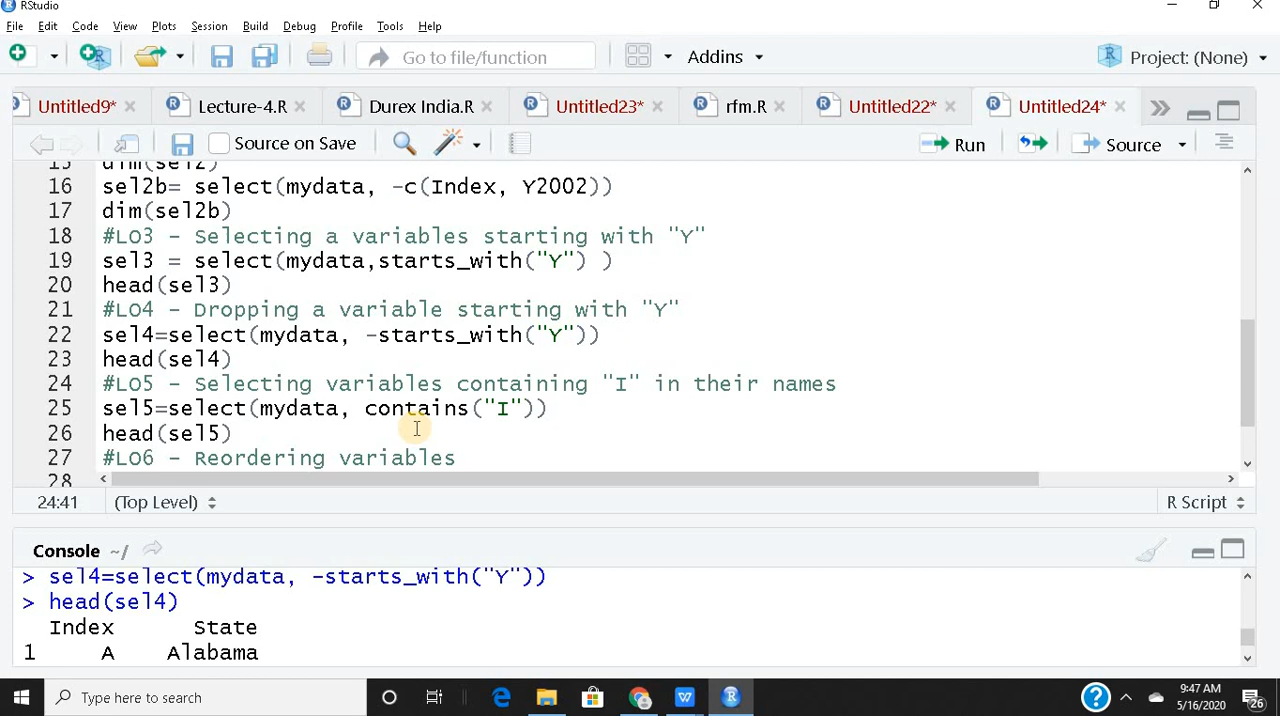 RStudio
File Edit Code View Plots Session Build Debug Profile Tools Help
Go to file/function Addins Project: (None)
Untitled9* Lecture-4.R Durex India.R Untitled23* rfm.R Untitled22* Untitled24*
Source on Save Run Source
15 dim(sel2)
16 sel2b= select(mydata, -c(Index, Y2002))
17 dim(sel2b)
18 #LO3 - Selecting a variables starting with "Y"
19 sel3 = select(mydata,starts_with("Y") )
20 head(sel3)
21 #LO4 - Dropping a variable starting with "Y"
22 sel4=select(mydata, -starts_with("Y"))
23 head(sel4)
24 #LO5 - Selecting variables containing "I" in their names
25 sel5=select(mydata, contains("I"))
26 head(sel5)
27 #LO6 - Reordering variables
28
24:41 (Top Level) R Script
Console ~/
> sel4=select(mydata, -starts_with("Y"))
> head(sel4)
Index State
1 A Alabama
Type here to search
9:47 AM
5/16/2020
26